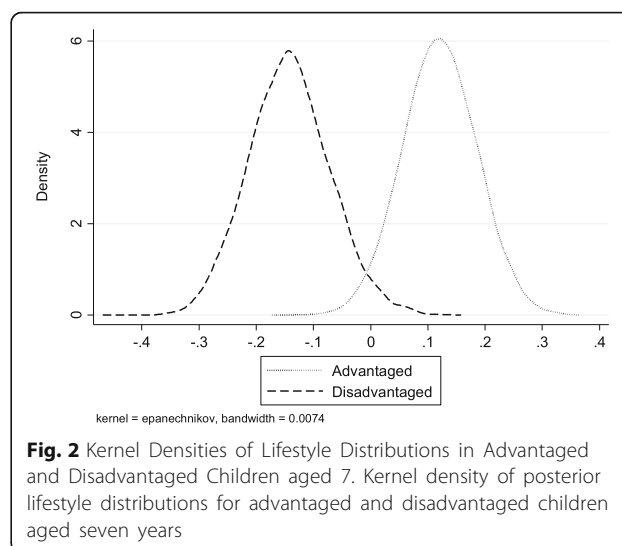 6
4
2
0
Density
-.4 -.3 -.2 -.1 0 .1 .2 .3 .4
Advantaged
Disadvantaged
kernel = epanechnikov, bandwidth = 0.0074
Fig. 2 Kernel Densities of Lifestyle Distributions in Advantaged
and Disadvantaged Children aged 7. Kernel density of posterior
lifestyle distributions for advantaged and disadvantaged children
aged seven years